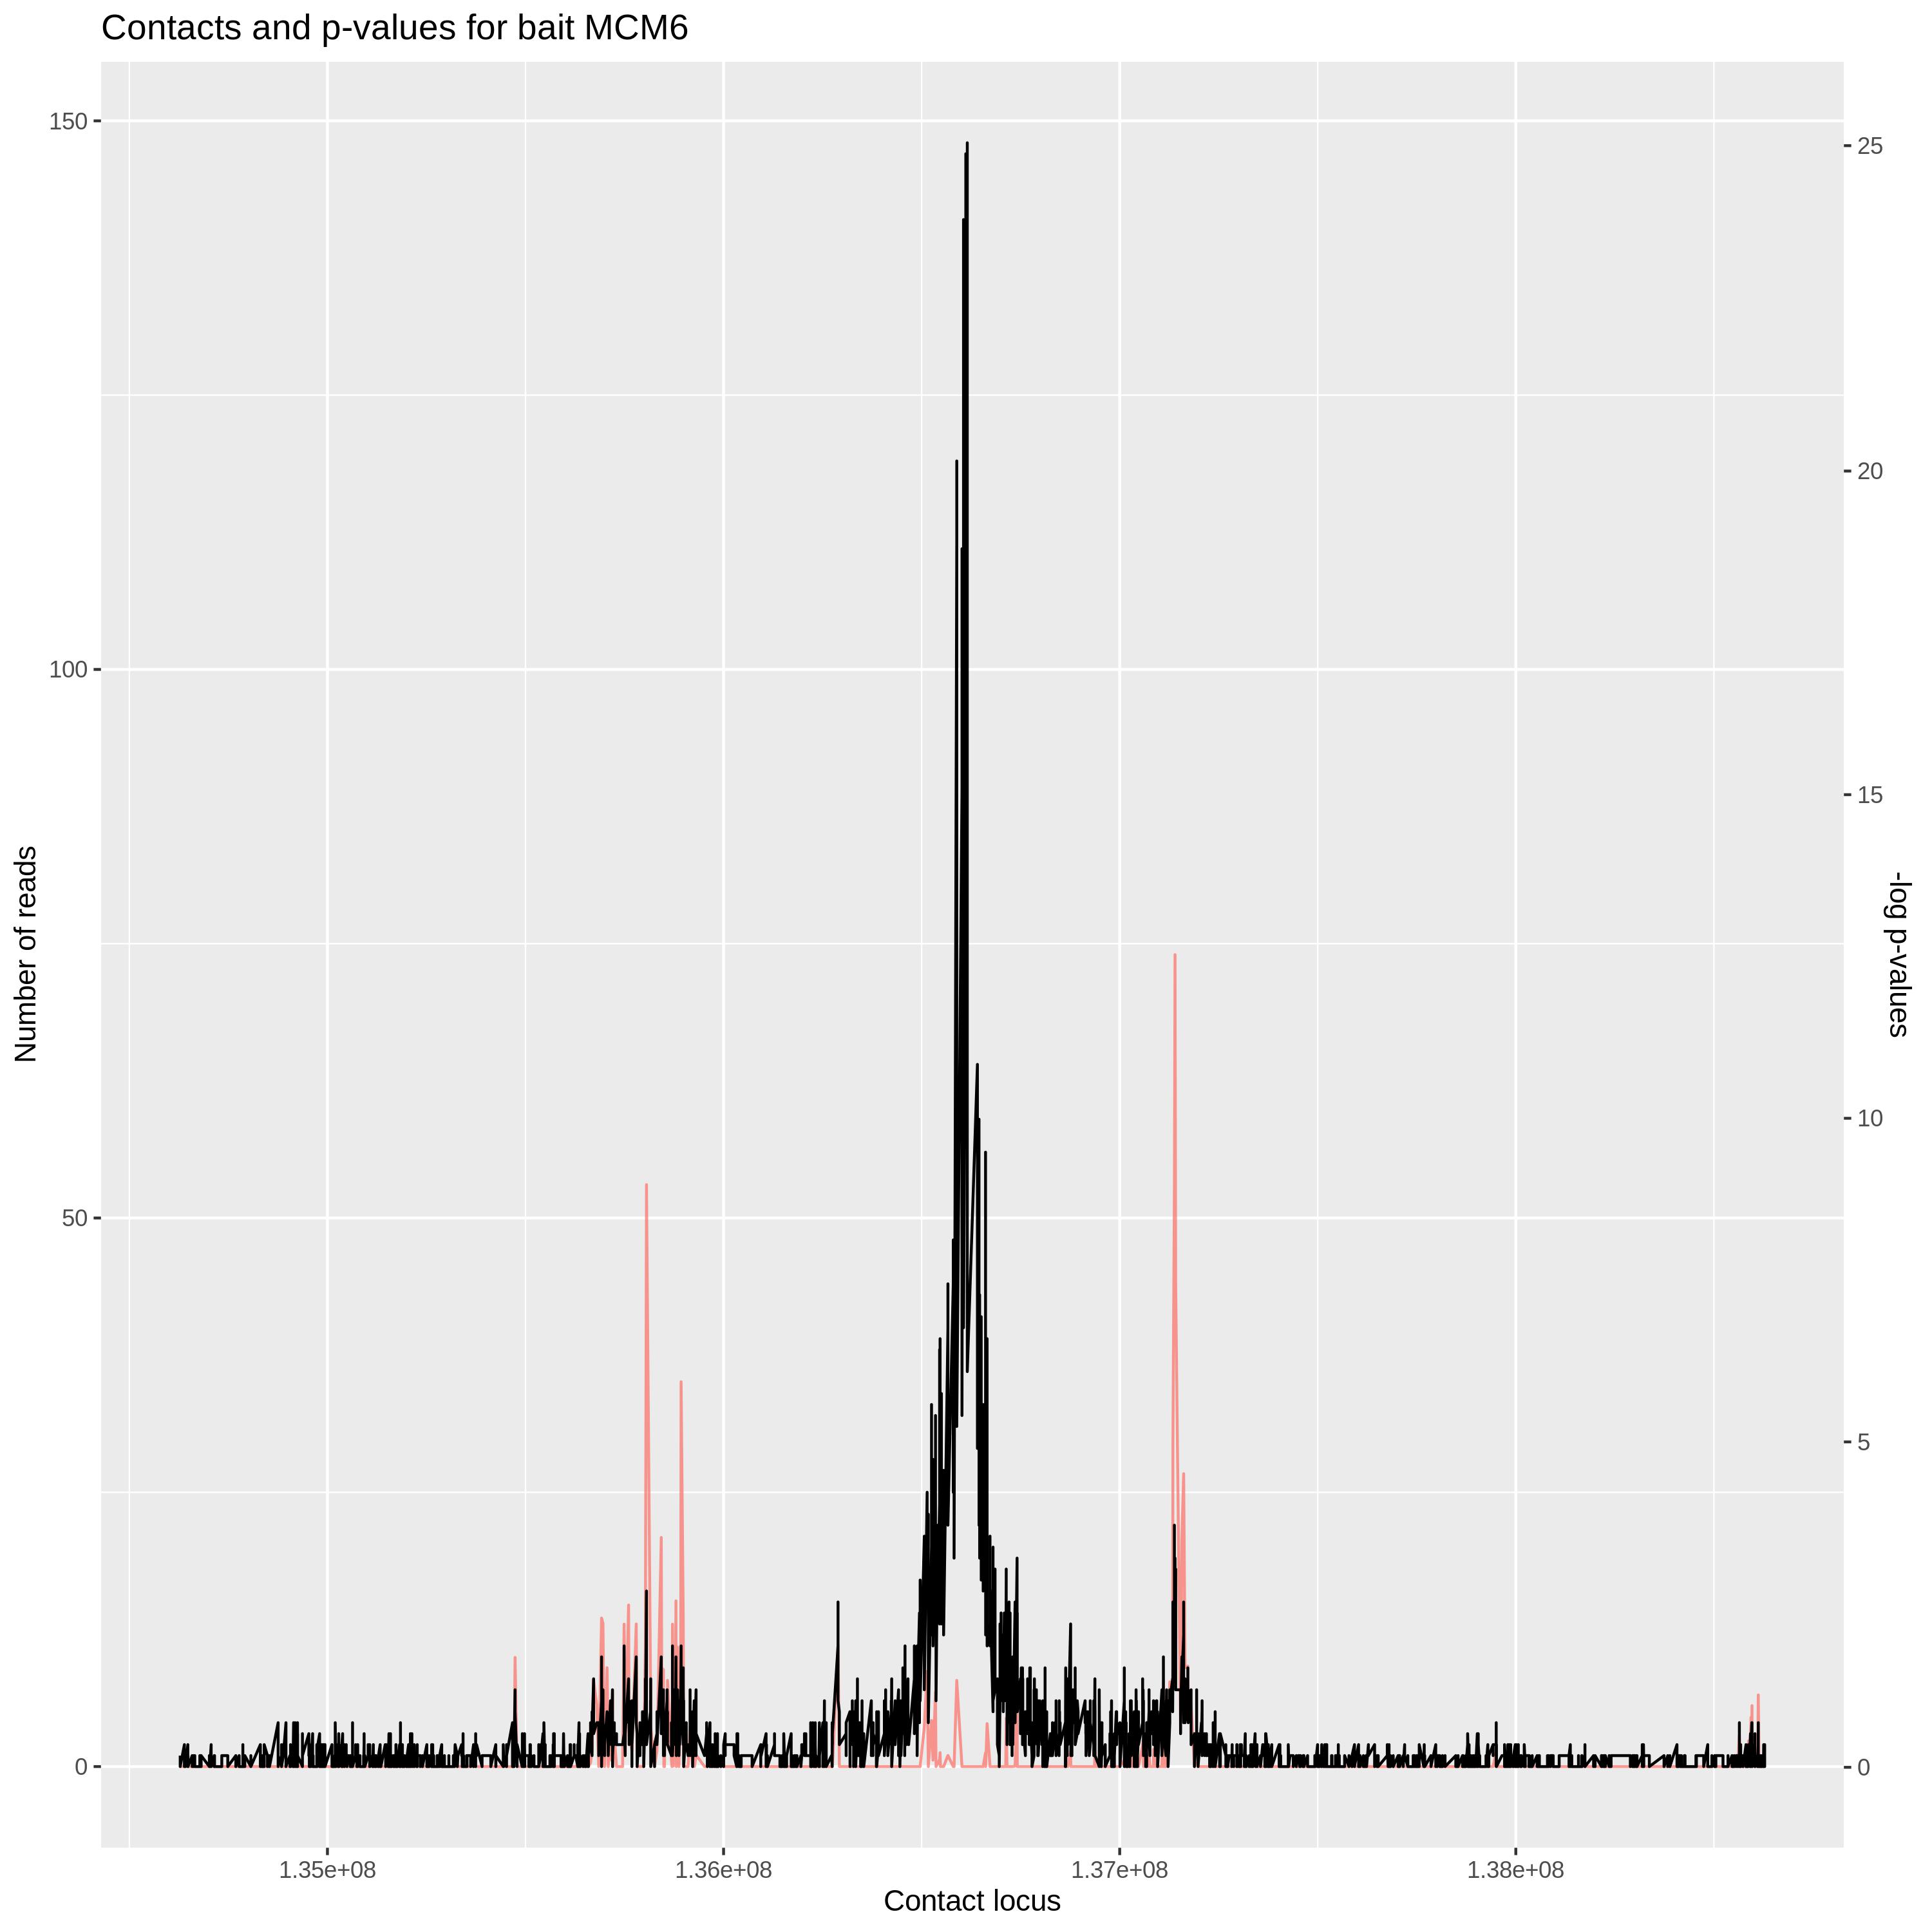 Contacts and p-values for bait MCM6
150
100
50
0
Number of reads
25
20
15
10
5
0
-log p-values
1.35e+08
1.36e+08
1.37e+08
1.38e+08
Contact locus